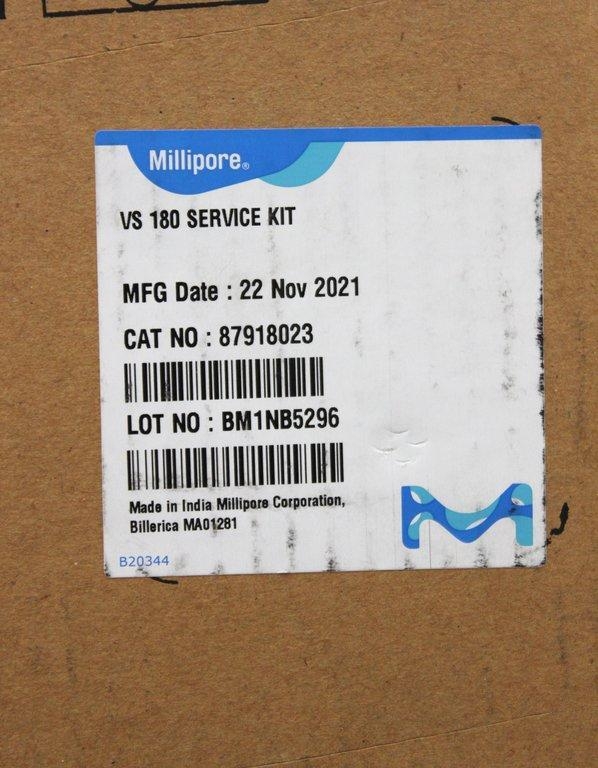 Millipore®
VS 180 SERVICE KIT
MFG Date : 22 Nov 2021
CAT NO : 87918023
LOT NO : BM1NB5296
Made in India Millipore Corporation,
Billerica MA01281
B20344